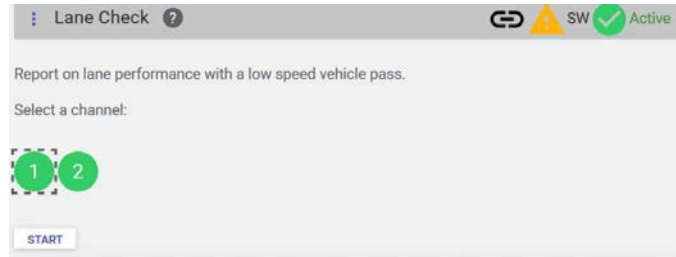 Lane Check ? SW Active
Report on lane performance with a low speed vehicle pass.
Select a channel:
1 2
START